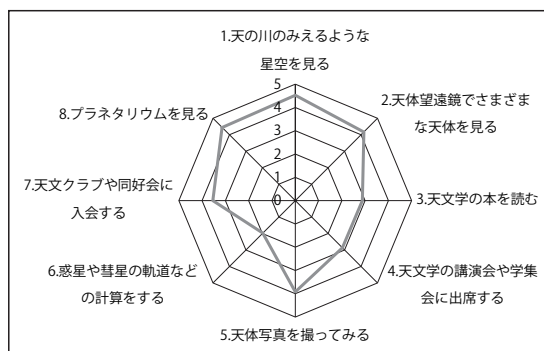 1.天の川のみえるような
星空を見る
2.天体望遠鏡でさまざま
な天体を見る
3.天文学の本を読む
4.天文学の講演会や学集
会に出席する
5.天体写真を撮ってみる
6.惑星や彗星の軌道など
の計算をする
7.天文クラブや同好会に
入会する
8.プラネタリウムを見る
5
4
3
2
1
0